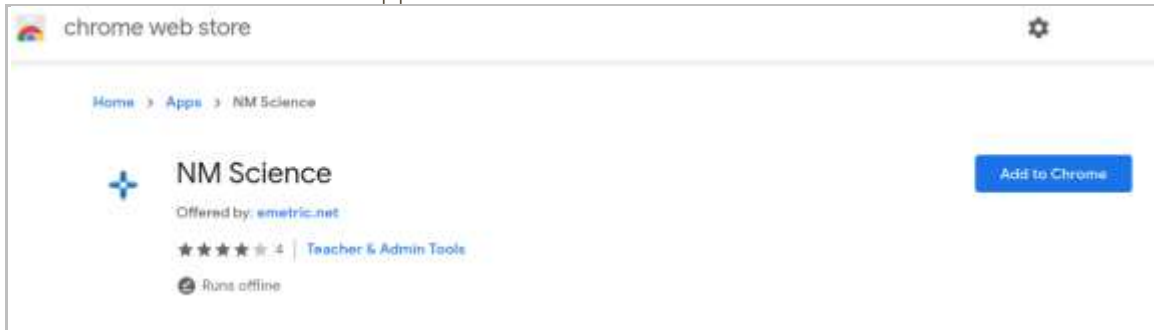 chrome web store
Home > Apps > NM Science
NM Science
Add to Chrome
Offered by: emetric.net
4 | Teacher & Admin Tools
Runs offline